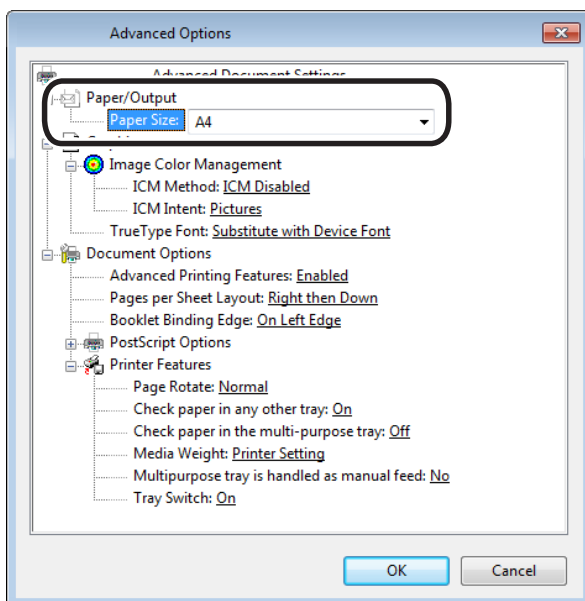 Advanced Options
Advanced Document Settings
Paper/Output
Paper Size: A4
Image Color Management
ICM Method: ICM Disabled
ICM Intent: Pictures
TrueType Font: Substitute with Device Font
Document Options
Advanced Printing Features: Enabled
Pages per Sheet Layout: Right then Down
Booklet Binding Edge: On Left Edge
PostScript Options
Printer Features
Page Rotate: Normal
Check paper in any other tray: On
Check paper in the multi-purpose tray: Off
Media Weight: Printer Setting
Multipurpose tray is handled as manual feed: No
Tray Switch: On
OK Cancel